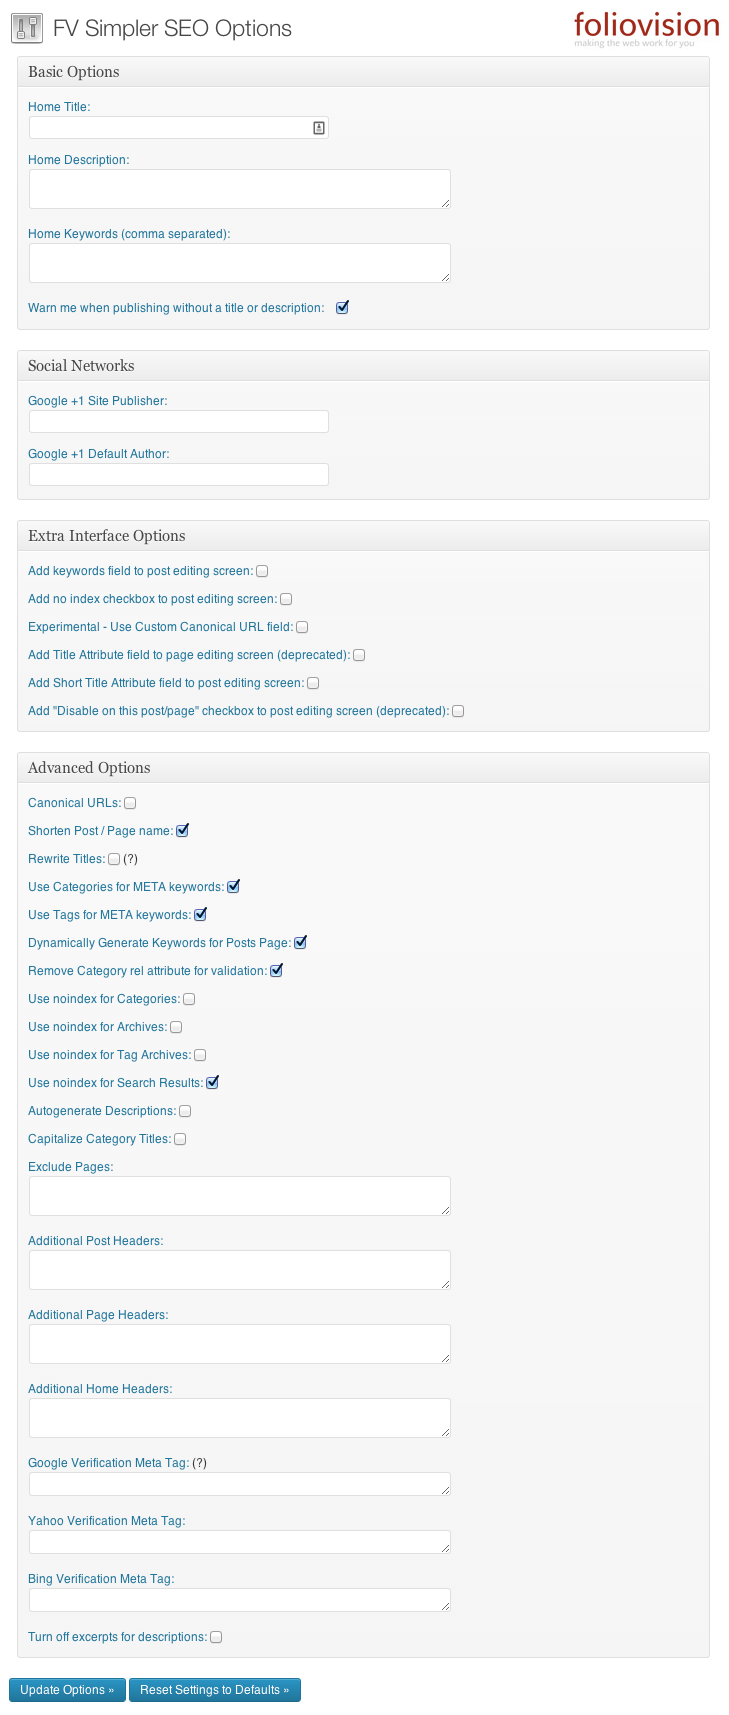 FV Simpler SEO Options
foliovision
making the web work for you
Basic Options
Home Title:
Home Description:
Home Keywords (comma separated):
Warn me when publishing without a title or description:
Social Networks
Google +1 Site Publisher:
Google +1 Default Author:
Extra Interface Options
Add keywords field to post editing screen:
Add no index checkbox to post editing screen:
Experimental - Use Custom Canonical URL field:
Add Title Attribute field to page editing screen (deprecated):
Add Short Title Attribute field to post editing screen:
Add "Disable on this post/page" checkbox to post editing screen (deprecated):
Advanced Options
Canonical URLs:
Shorten Post / Page name:
Rewrite Titles: (?)
Use Categories for META keywords:
Use Tags for META keywords:
Dynamically Generate Keywords for Posts Page:
Remove Category rel attribute for validation:
Use noindex for Categories:
Use noindex for Archives:
Use noindex for Tag Archives:
Use noindex for Search Results:
Autogenerate Descriptions:
Capitalize Category Titles:
Exclude Pages:
Additional Post Headers:
Additional Page Headers:
Additional Home Headers:
Google Verification Meta Tag: (?)
Yahoo Verification Meta Tag:
Bing Verification Meta Tag:
Turn off excerpts for descriptions:
Update Options » Reset Settings to Defaults »